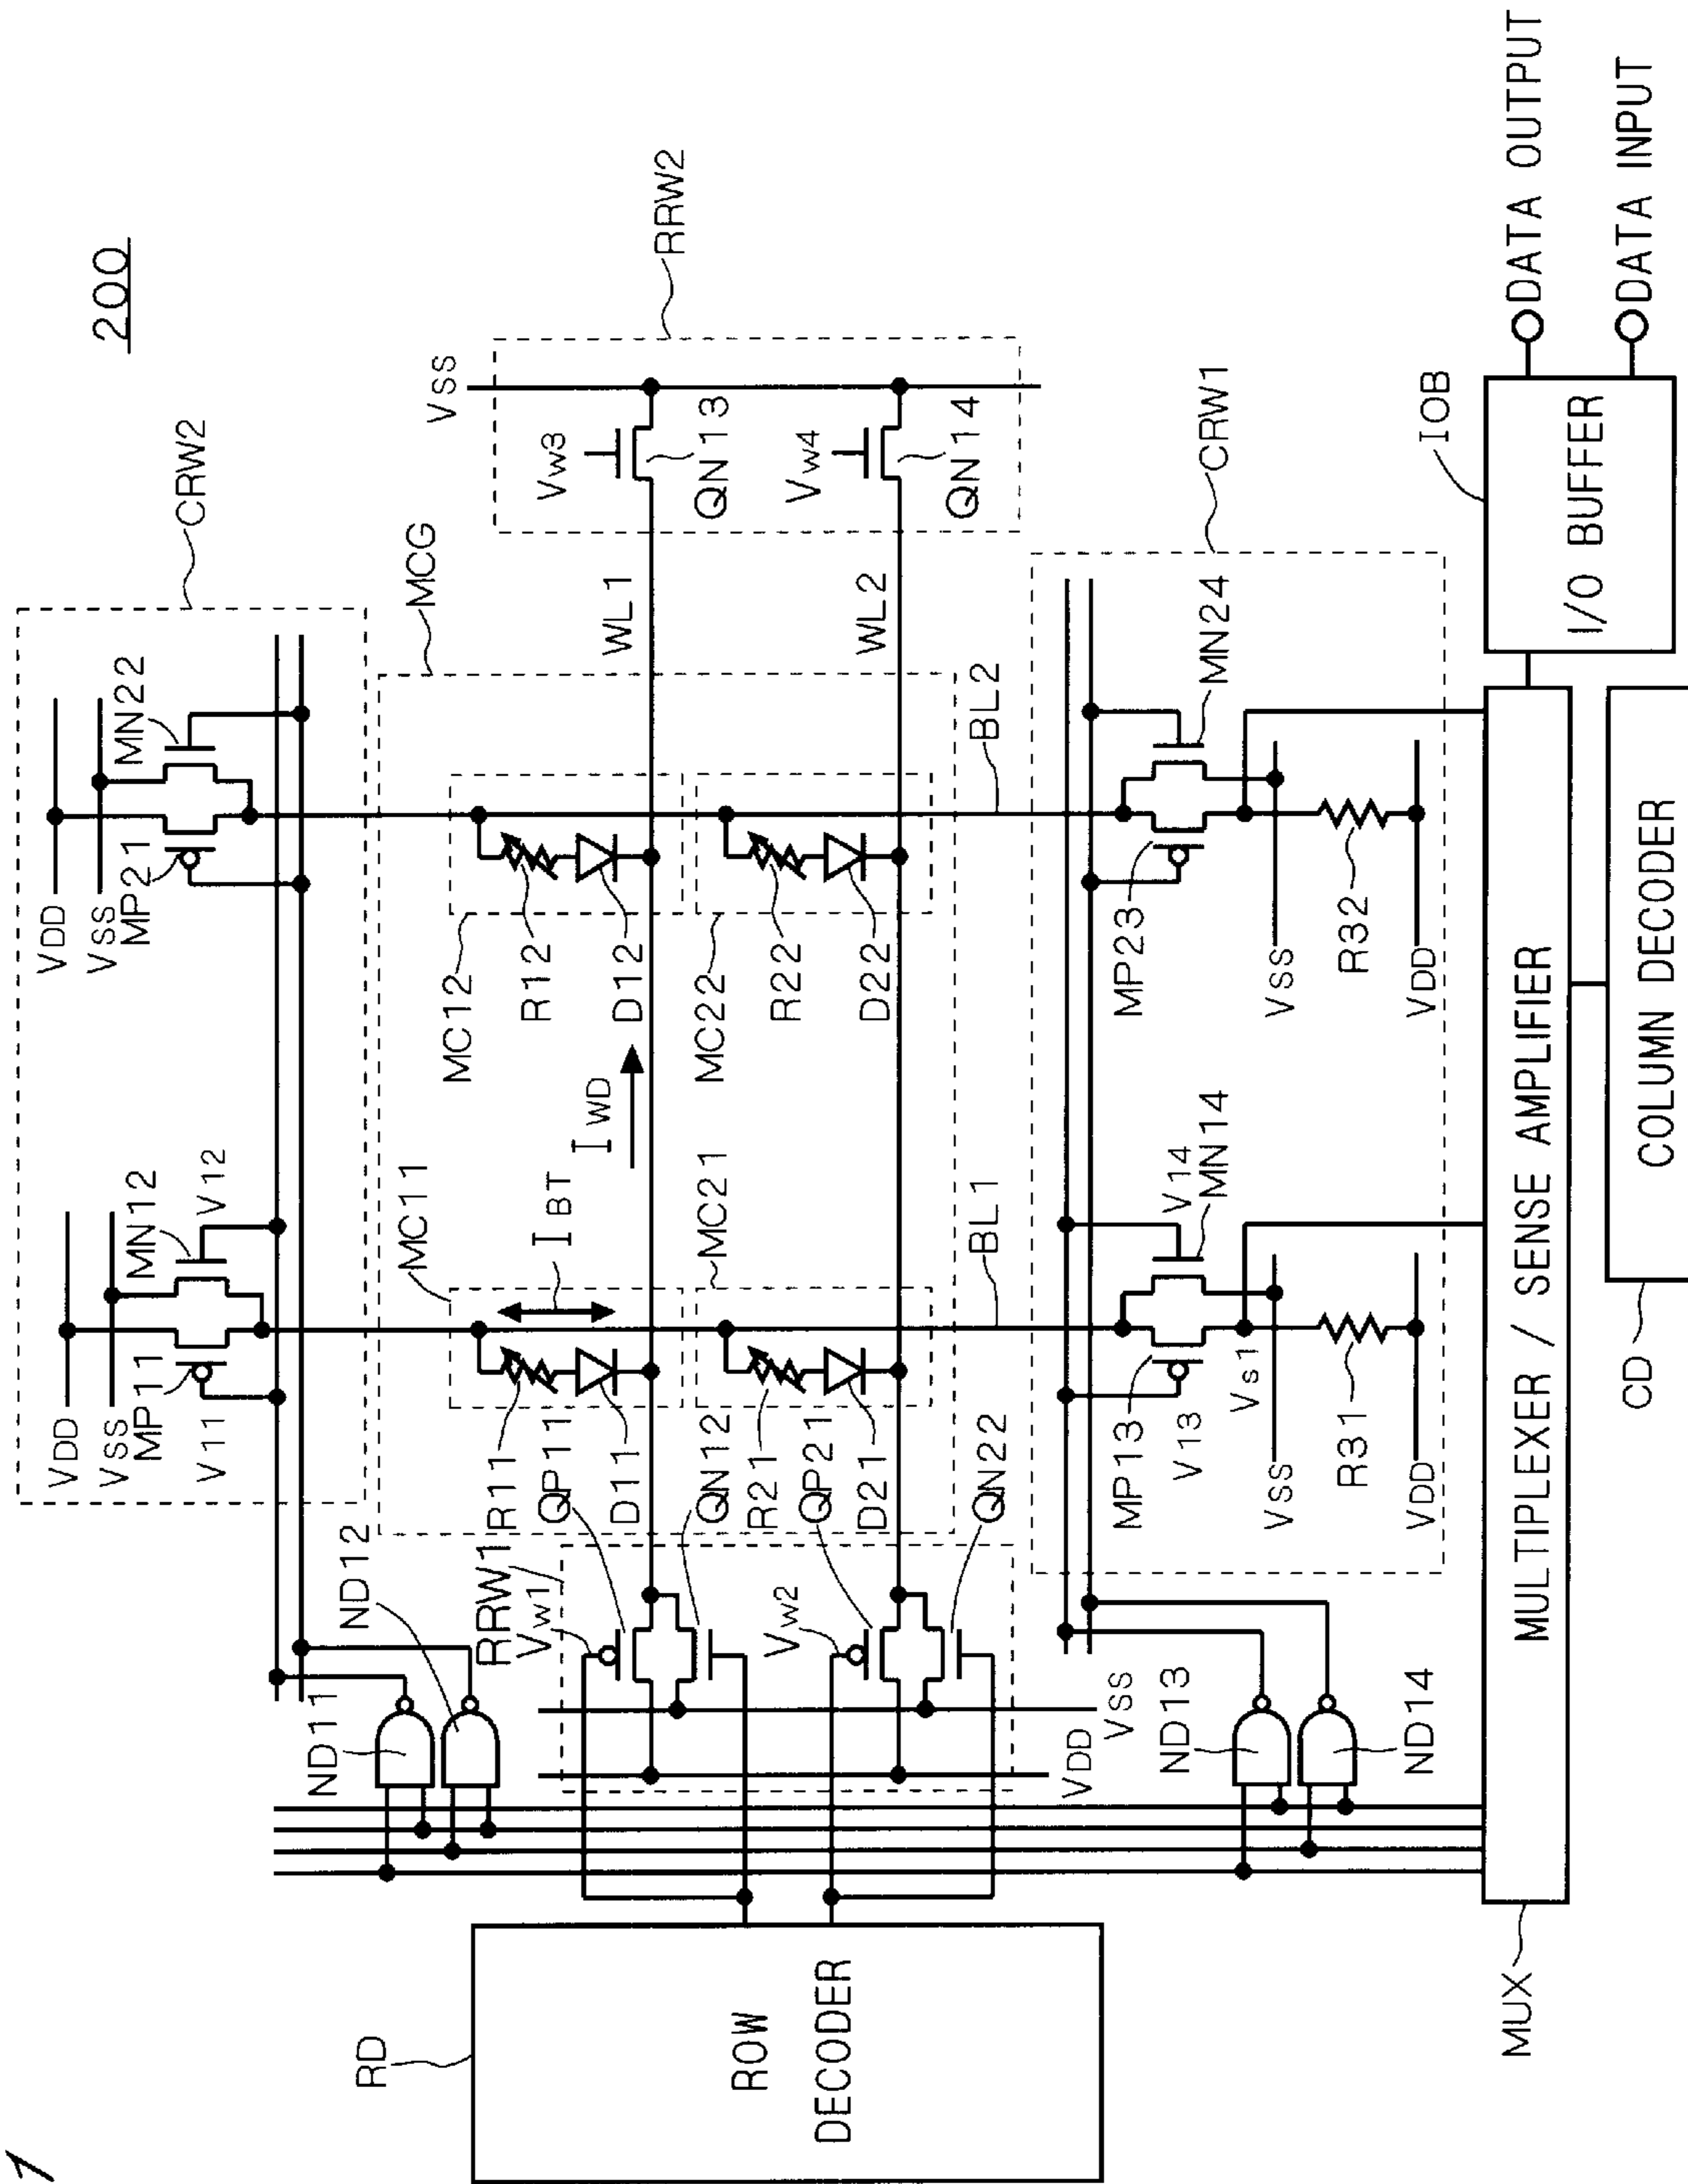 1
200
CRW2
VDD
VSS
MP11
MN12
V11
V12
VDD
VSS
MP21
MN22
ND11
ND12
MCG
MC11
R11
D11
IBT
IWD
MC12
R12
D12
WL1
MC21
R21
D21
MC22
R22
D22
WL2
RRW1
Vw1
QP11
QN12
Vw2
QP21
QN22
VSS
VDD
RRW2
VSS
Vw3
QN13
Vw4
QN14
RD
ROW
DECODER
BL1
BL2
CRW1
MP13
V13
V14
MN14
Vs1
VSS
R31
VDD
MP23
MN24
VSS
R32
VDD
ND13
ND14
MUX
MULTIPLEXER / SENSE AMPLIFIER
CD
COLUMN DECODER
IOB
I/O BUFFER
DATA OUTPUT
DATA INPUT